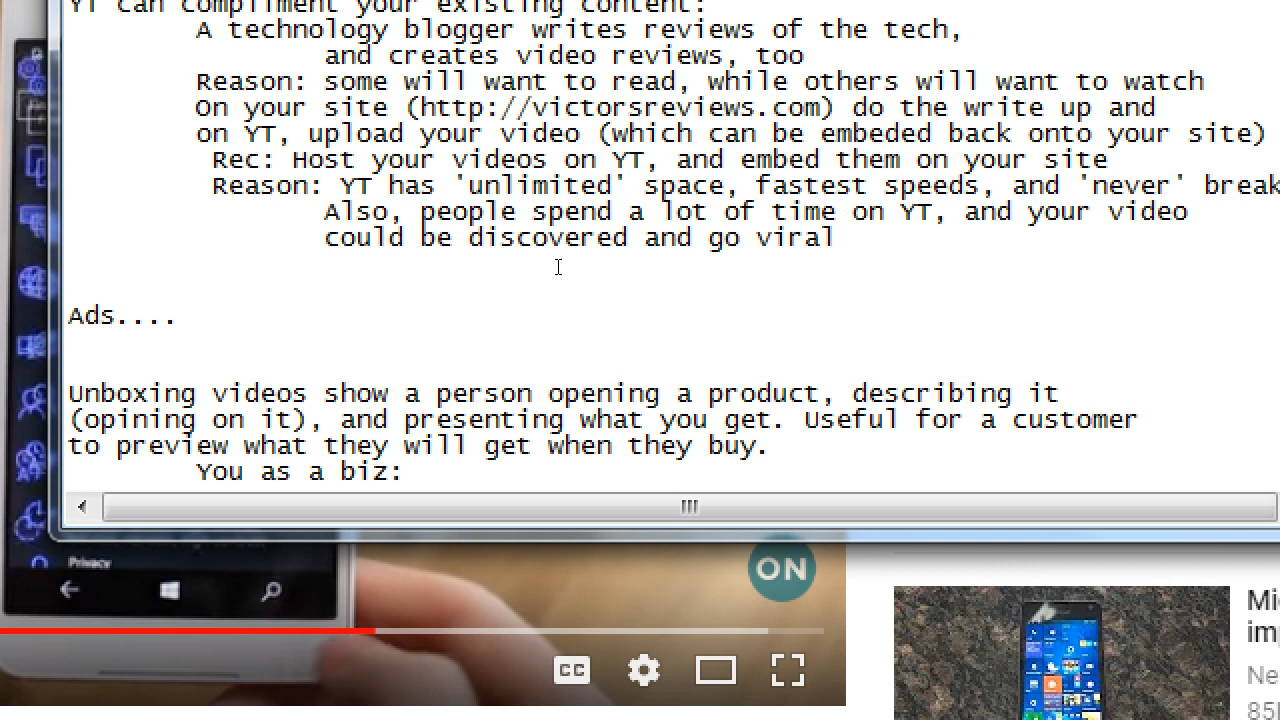 YT can compliment your existing content:
A technology blogger writes reviews of the tech,
and creates video reviews, too
Reason: some will want to read, while others will want to watch
On your site (http://victorsreviews.com) do the write up and
on YT, upload your video (which can be embeded back onto your site)
Rec: Host your videos on YT, and embed them on your site
Reason: YT has 'unlimited' space, fastest speeds, and 'never' break
Also, people spend a lot of time on YT, and your video
could be discovered and go viral
Ads....
Unboxing videos show a person opening a product, describing it
(opining on it), and presenting what you get. Useful for a customer
to preview what they will get when they buy.
You as a biz:
Privacy
ON
CC
Mi
imp
Ne
85